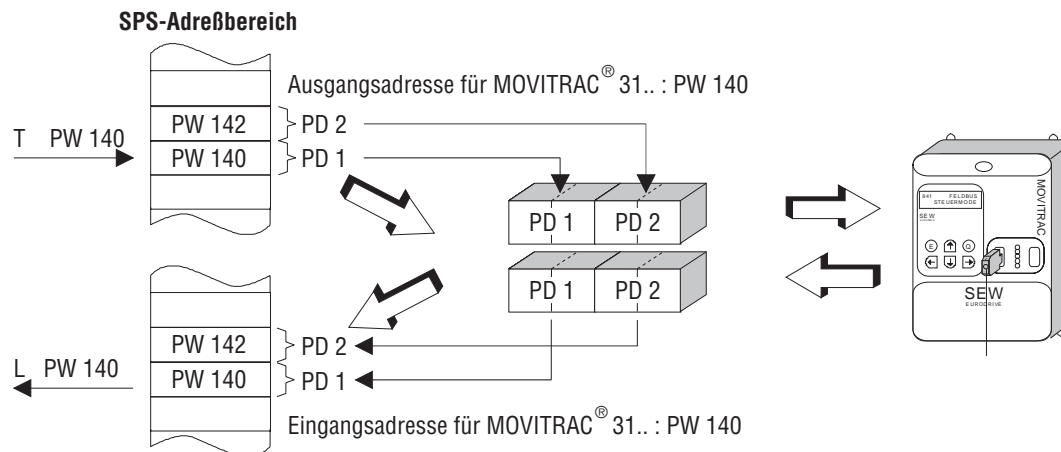 SPS-Adreßbereich
Ausgangsadresse für MOVITRAC® 31.. : PW 140
T PW 140
PW 142
PD 2
PW 140
PD 1
PD 1
PD 2
PD 1
PD 2
L PW 140
PW 142
PD 2
PW 140
PD 1
Eingangsadresse für MOVITRAC® 31.. : PW 140
841 FELDBUS
STEUERMODE
SEW
MOVITRAC
E
Q
SEW
EURODRIVE